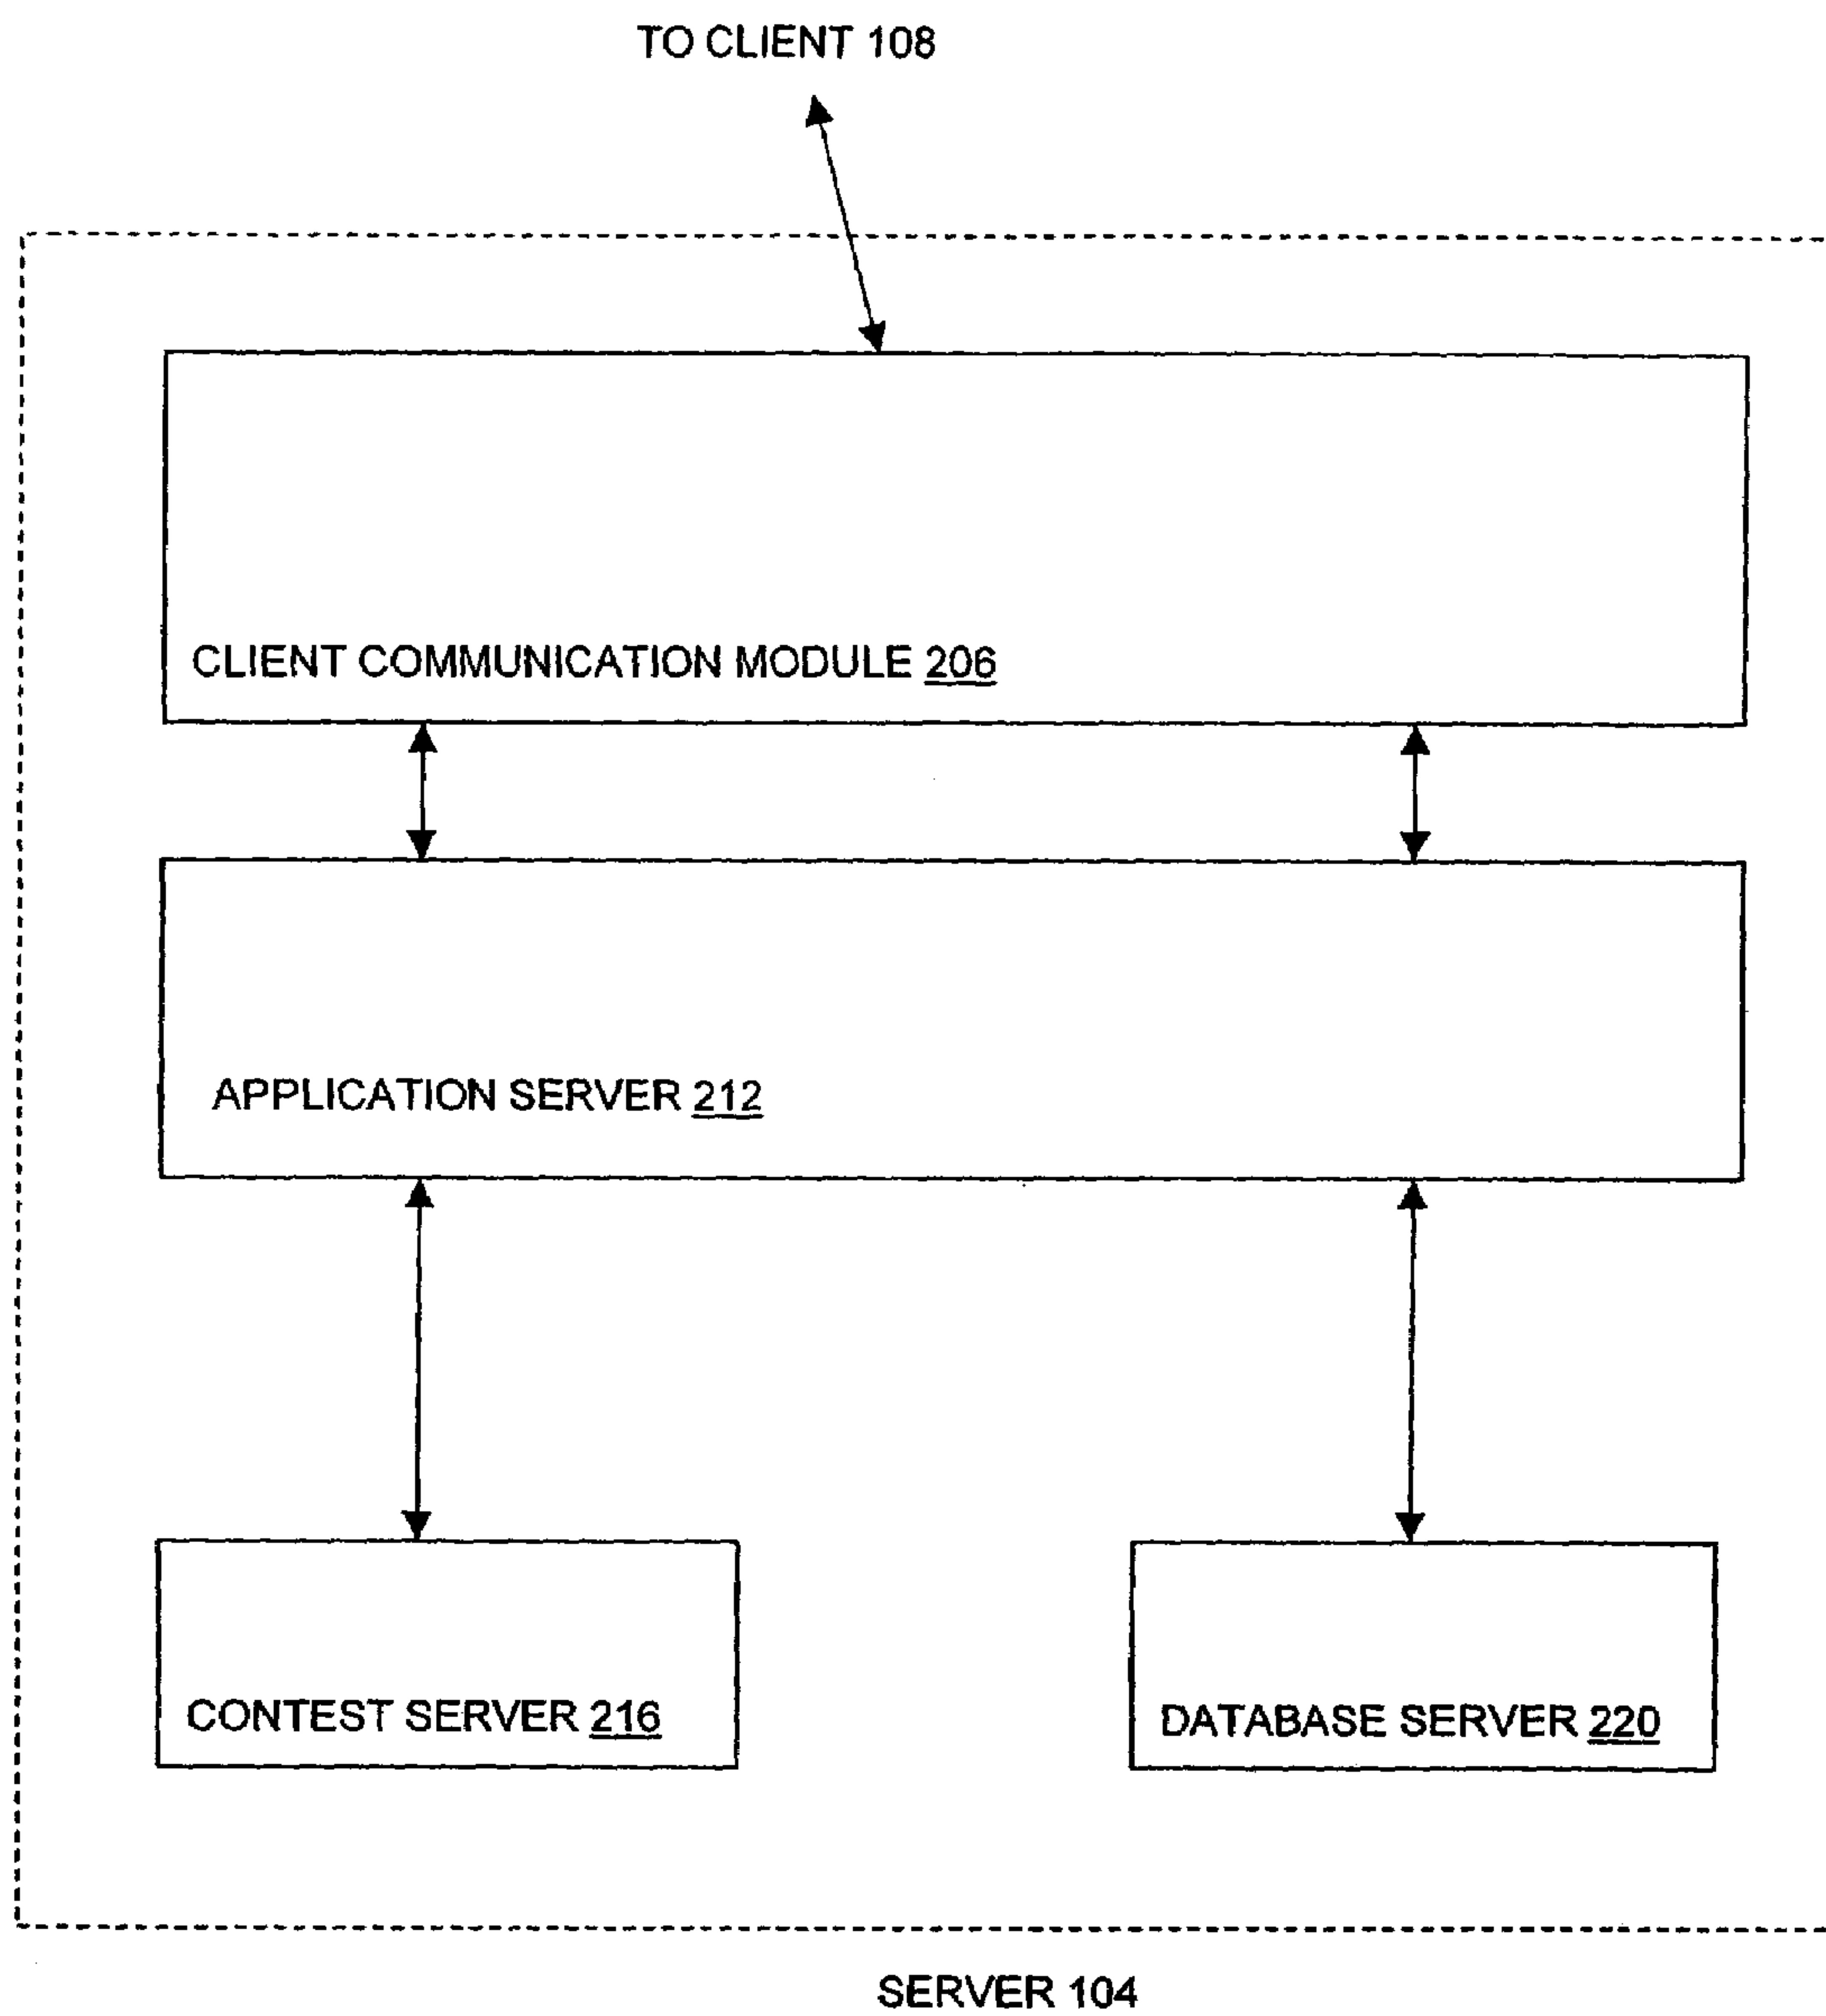 TO CLIENT 108
CLIENT COMMUNICATION MODULE 206
APPLICATION SERVER 212
CONTEST SERVER 216
DATABASE SERVER 220
SERVER 104